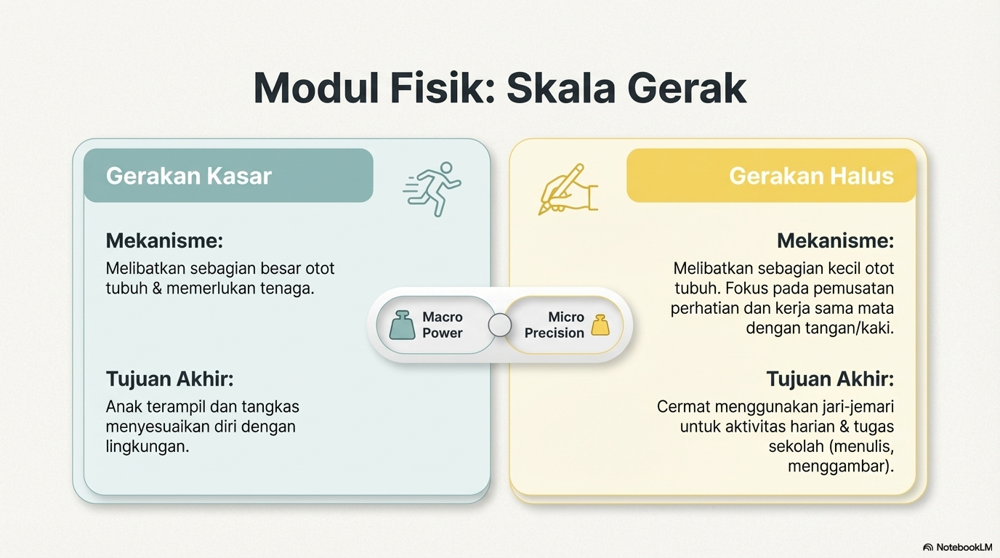 Modul Fisik: Skala Gerak
Gerakan Kasar
Mekanisme:
Melibatkan sebagian besar otot
tubuh & memerlukan tenaga.
Tujuan Akhir:
Anak terampil dan tangkas
menyesuaikan diri dengan
lingkungan.
Macro
Power
Micro
Precision
Gerakan Halus
Mekanisme:
Melibatkan sebagian kecil otot
tubuh. Fokus pada pemusatan
perhatian dan kerja sama mata
dengan tangan/kaki.
Tujuan Akhir:
Cermat menggunakan jari-jemari
untuk aktivitas harian & tugas
sekolah (menulis,
menggambar).
NotebookLM